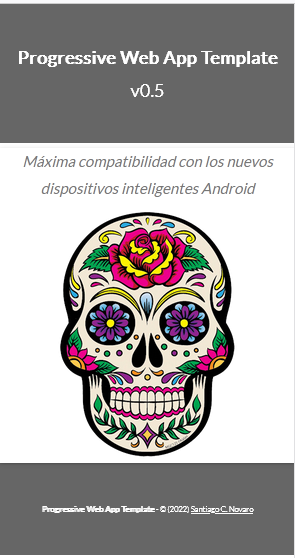 Progressive Web App Template
v0.5
Máxima compatibilidad con los nuevos
dispositivos inteligentes Android
Progressive Web App Template - © (2022) Santiago C. Novaro